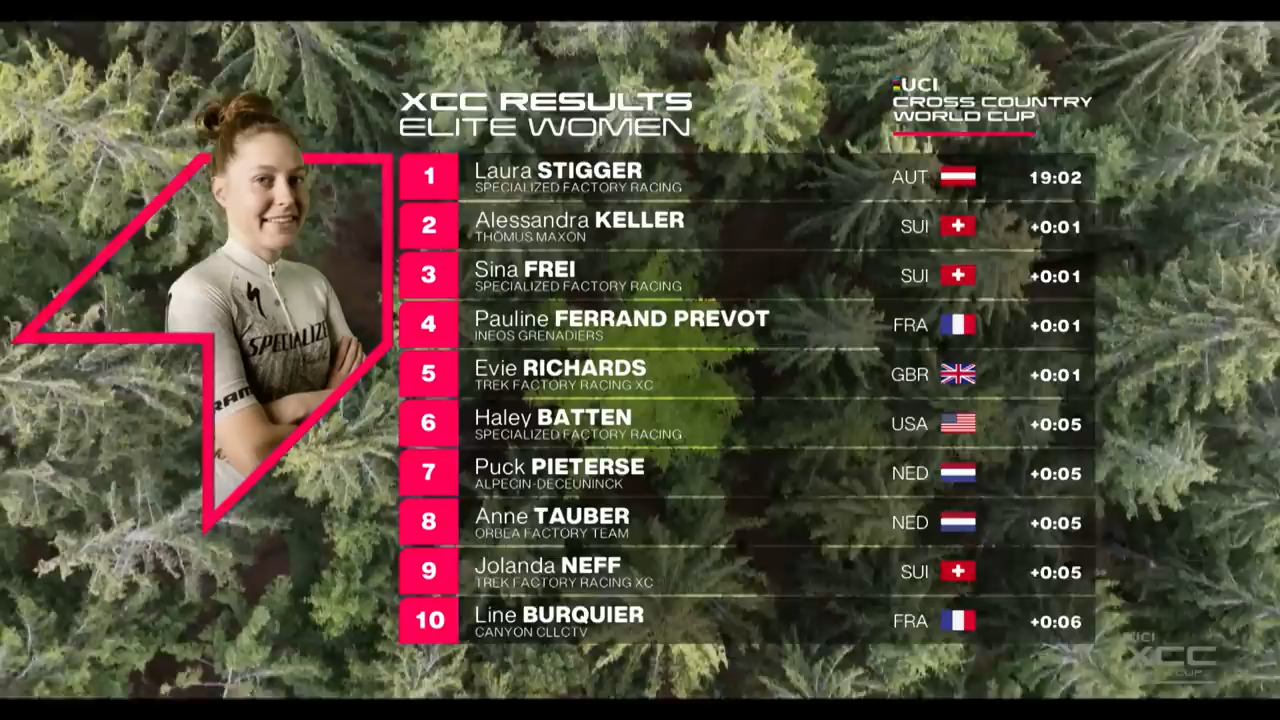 XCC RESULTS
ELITE WOMEN
UCI
CROSS COUNTRY
WORLD CUP
1 Laura STIGGER AUT 19:02
SPECIALIZED FACTORY RACING
2 Alessandra KELLER SUI +0:01
THÖMUS MAXON
3 Sina FREI SUI +0:01
SPECIALIZED FACTORY RACING
4 Pauline FERRAND PREVOT FRA +0:01
INEOS GRENADIERS
5 Evie RICHARDS GBR +0:01
TREK FACTORY RACING XC
6 Haley BATTEN USA +0:05
SPECIALIZED FACTORY RACING
7 Puck PIETERSE NED +0:05
ALPECIN-DECEUNINCK
8 Anne TAUBER NED +0:05
ORBEA FACTORY TEAM
9 Jolanda NEFF SUI +0:05
TREK FACTORY RACING XC
10 Line BURQUIER FRA +0:06
CANYON CLLCTV
SPECIALIZE
UCI
XCC
CUP